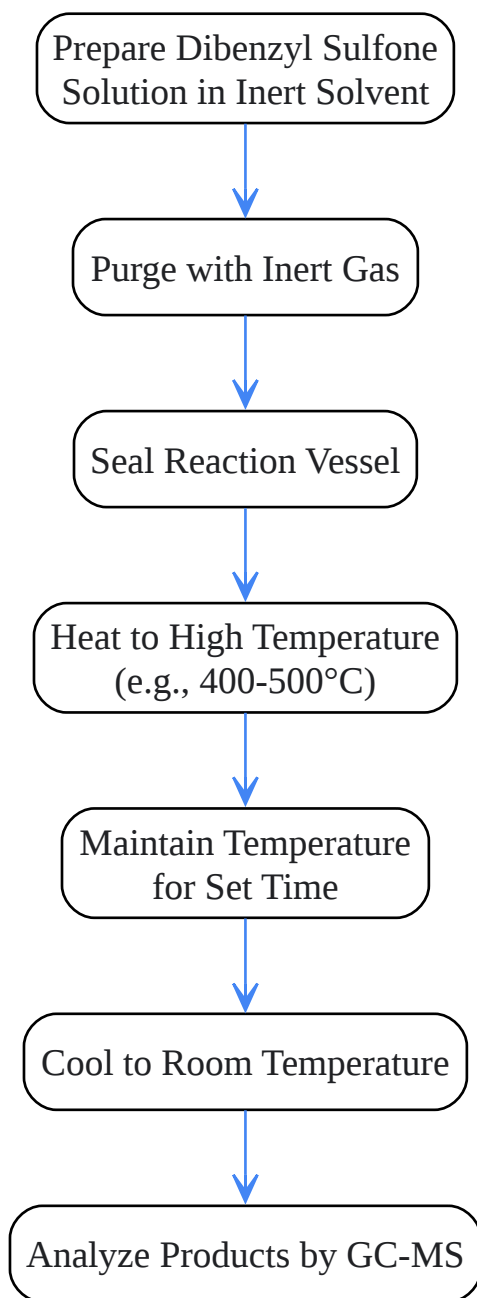 Prepare Dibenzyl Sulfone
Solution in Inert Solvent
Purge with Inert Gas
Seal Reaction Vessel
Heat to High Temperature
(e.g., 400-500°C)
Maintain Temperature
for Set Time
Cool to Room Temperature
Analyze Products by GC-MS